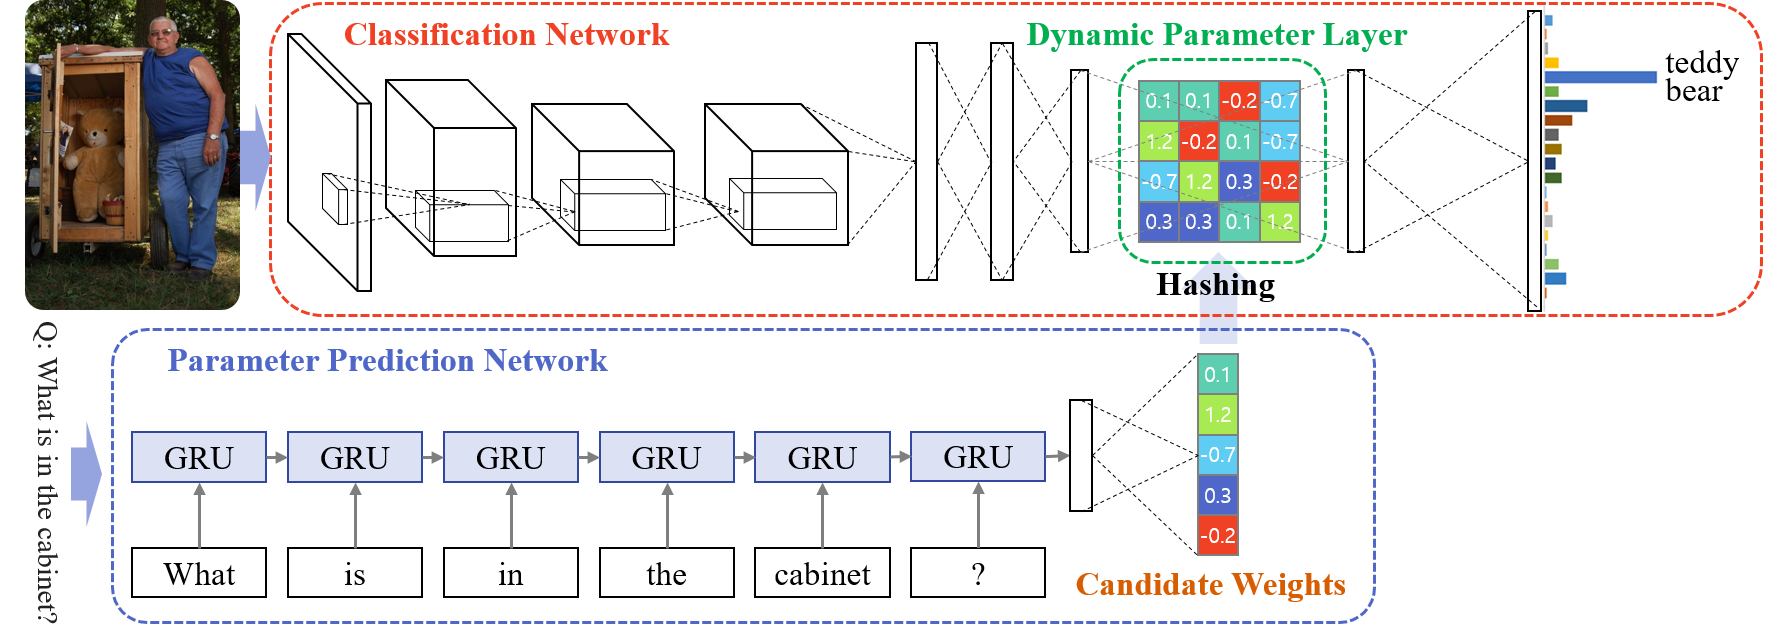 Classification Network
Dynamic Parameter Layer
0.1 0.1 -0.2 -0.7
1.2 -0.2 0.1 -0.7
-0.7 1.2 0.3 -0.2
0.3 0.3 0.1 1.2
teddy
bear
Hashing
Q: What is in the cabinet?
Parameter Prediction Network
GRU GRU GRU GRU GRU GRU
What is in the cabinet ?
0.1
1.2
-0.7
0.3
-0.2
Candidate Weights